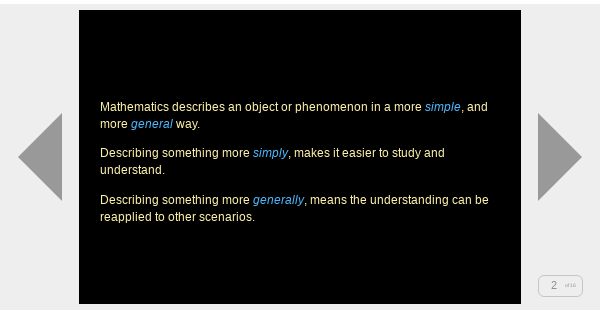 Mathematics describes an object or phenomenon in a more simple, and
more general way.
Describing something more simply, makes it easier to study and
understand.
Describing something more generally, means the understanding can be
reapplied to other scenarios.
2 of 16